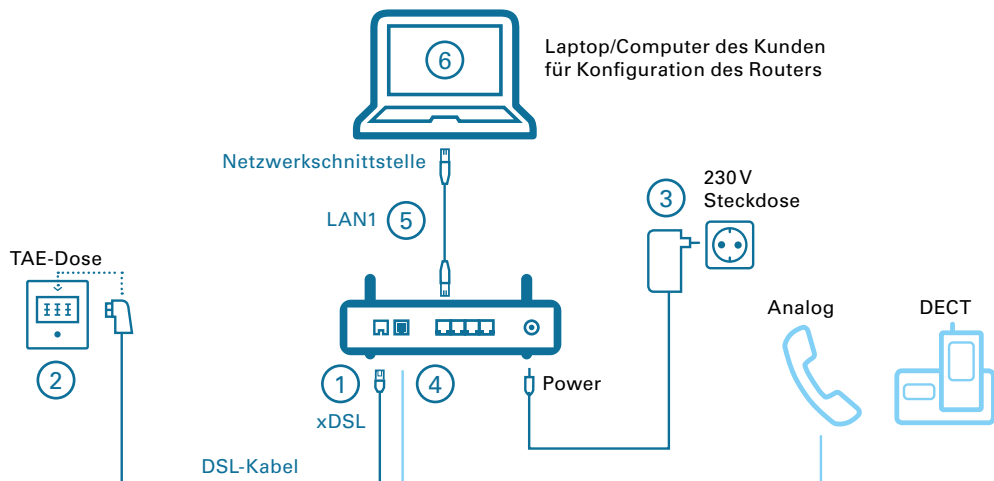 6
Laptop/Computer des Kunden
für Konfiguration des Routers
Netzwerkschnittstelle
LAN1
5
3
230 V
Steckdose
TAE-Dose
2
1
xDSL
4
Power
Analog
DECT
DSL-Kabel